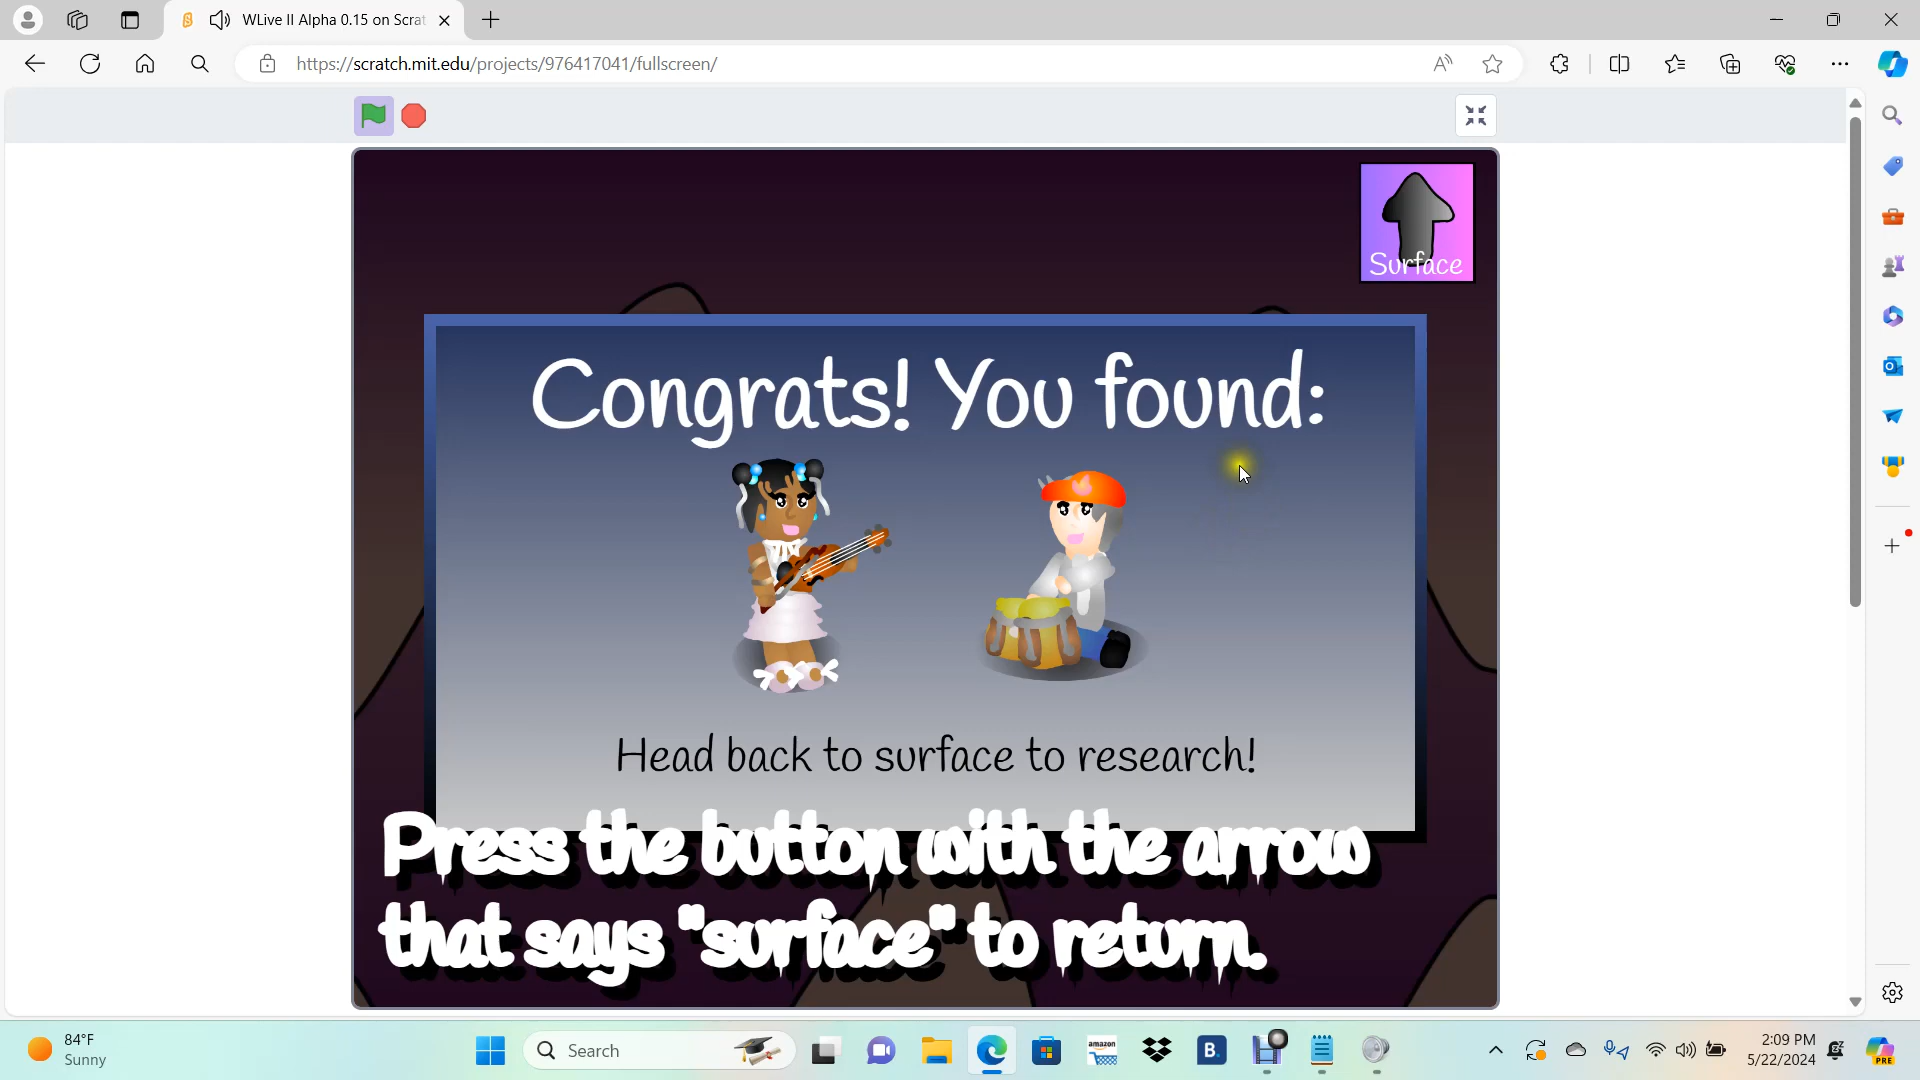 WLive II Alpha 0.15 on Scrat
https://scratch.mit.edu/projects/976417041/fullscreen/
Surface
Congrats! You found:
Head back to surface to research!
Press the button with the arrow
that says "surface" to return.
84°F
Sunny
Search
amazon
B.
2:09 PM
5/22/2024
PRE